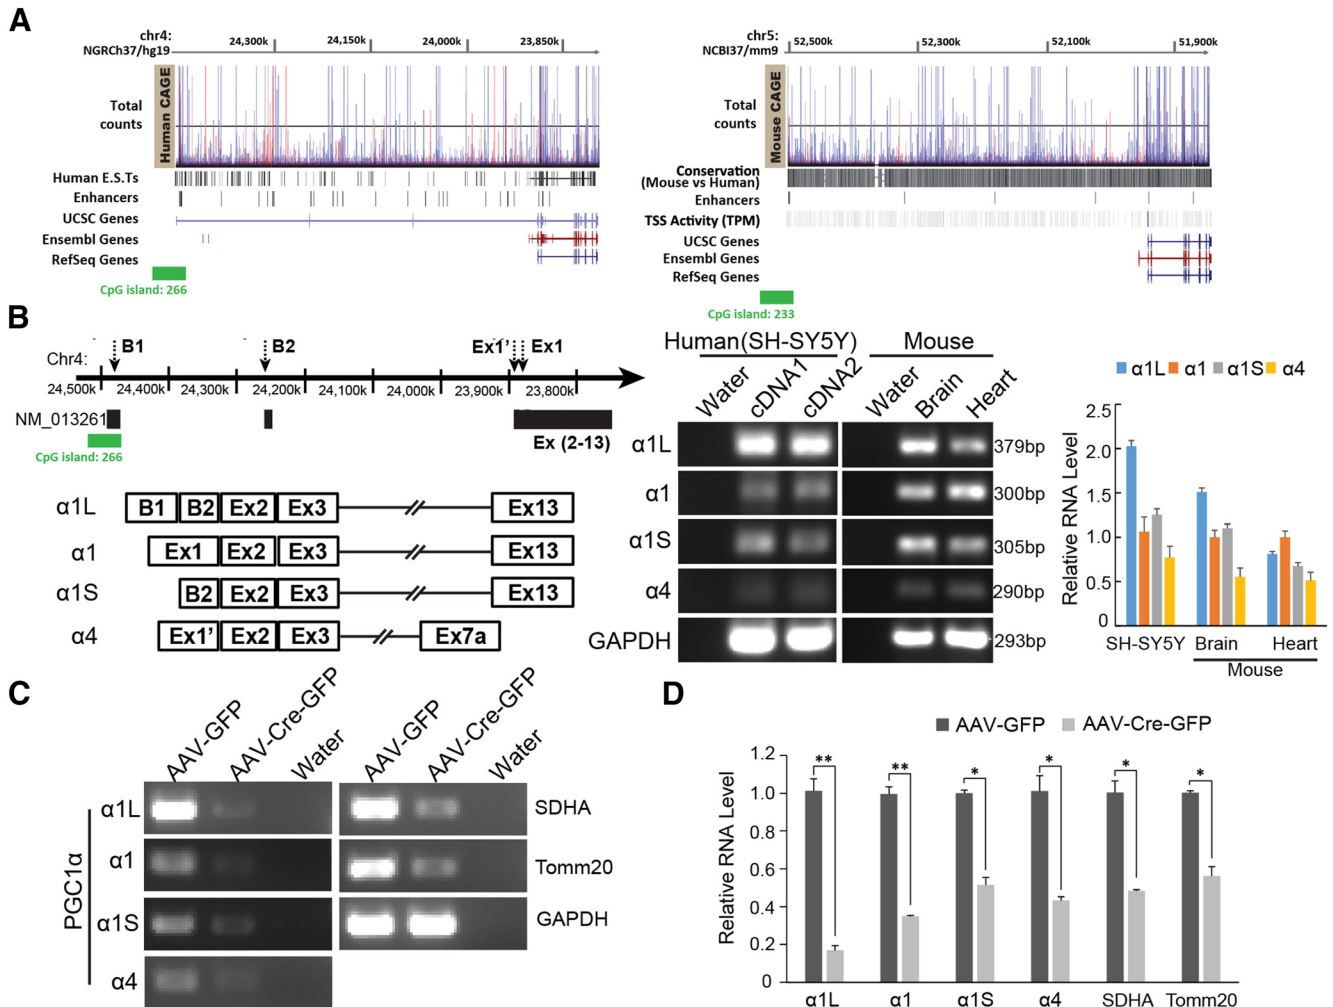 A
chr4:
NGRCh37/hg19
24,300k
24,150k
24,000k
23,850k
Human CAGE
Total
counts
Human E.S.Ts
Enhancers
UCSC Genes
Ensembl Genes
RefSeq Genes
CpG island: 266
chr5:
NCBI37/mm9
52,500k
52,300k
52,100k
51,900k
Mouse CAGE
Total
counts
Conservation
(Mouse vs Human)
Enhancers
TSS Activity (TPM)
UCSC Genes
Ensembl Genes
RefSeq Genes
CpG island: 233
B
B1
B2
Ex1'
Ex1
Chr4:
24,500k
24,400k
24,300k
24,200k
24,100k
24,000k
23,900k
23,800k
NM_013261
CpG island: 266
Ex (2-13)
α1L
B1
B2
Ex2
Ex3
Ex13
α1
Ex1
Ex2
Ex3
Ex13
α1S
B2
Ex2
Ex3
Ex13
α4
Ex1'
Ex2
Ex3
Ex7a
Human(SH-SY5Y)
Mouse
Water
cDNA1
cDNA2
Water
Brain
Heart
α1L
379bp
α1
300bp
α1S
305bp
α4
290bp
GAPDH
293bp
α1L
α1
α1S
α4
Relative RNA Level
2.5
2.0
1.5
1.0
0.5
0
SH-SY5Y
Brain
Heart
Mouse
C
AAV-GFP
AAV-Cre-GFP
Water
AAV-GFP
AAV-Cre-GFP
Water
PGC1α
α1L
α1
α1S
α4
SDHA
Tomm20
GAPDH
D
AAV-GFP
AAV-Cre-GFP
Relative RNA Level
1.2
1.0
0.8
0.6
0.4
0.2
0
**
**
*
*
*
*
α1L
α1
α1S
α4
SDHA
Tomm20